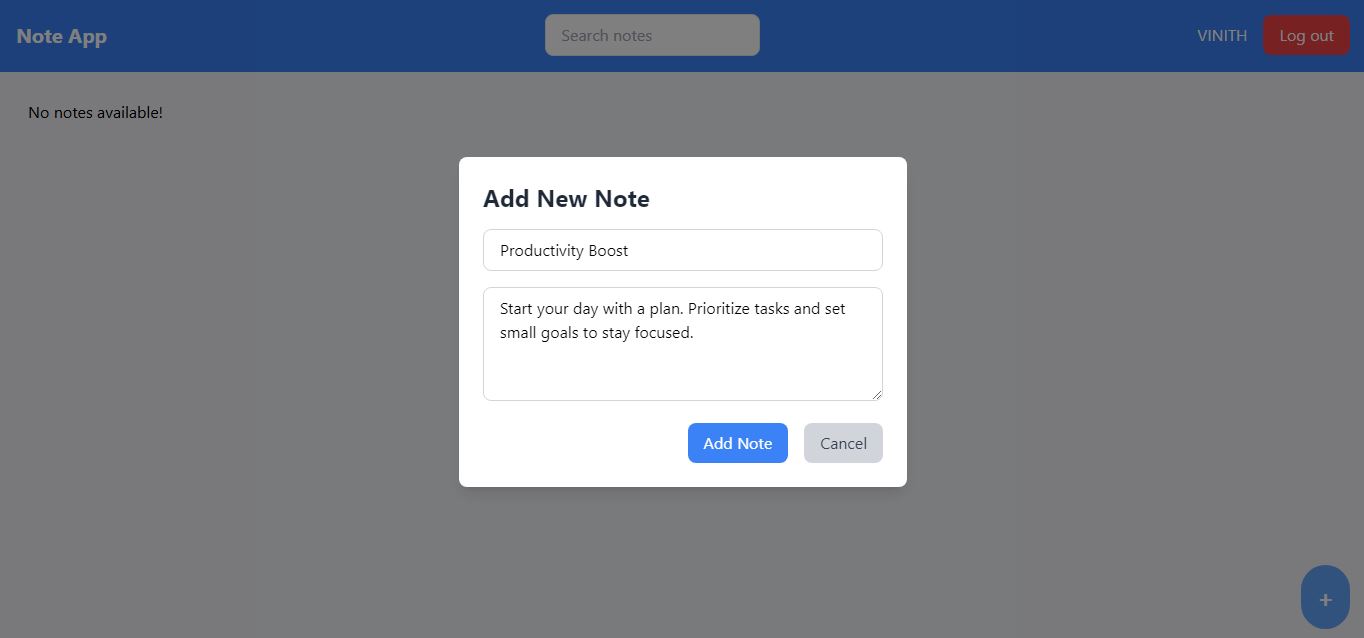 Note App
Search notes
VINITH
Log out
No notes available!
Add New Note
Productivity Boost
Start your day with a plan. Prioritize tasks and set
small goals to stay focused.
Add Note
Cancel
+